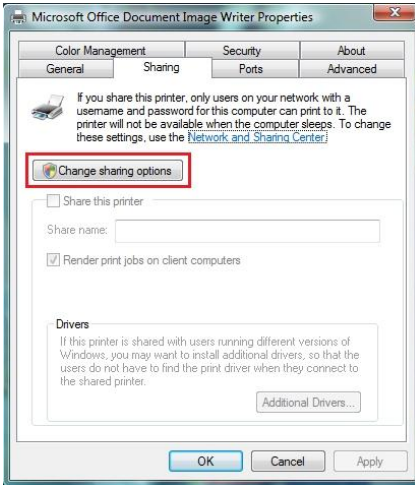 Microsoft Office Document Image Writer Properties
Color Management
Security
About
General
Sharing
Ports
Advanced
If you share this printer, only users on your network with a
username and password for this computer can print to it. The
printer will not be available when the computer sleeps. To change
these settings, use the Network and Sharing Center.
Change sharing options
Share this printer
Share name:
Render print jobs on client computers
Drivers
If this printer is shared with users running different versions of
Windows, you may want to install additional drivers, so that the
users do not have to find the print driver when they connect to
the shared printer.
Additional Drivers...
OK
Cancel
Apply